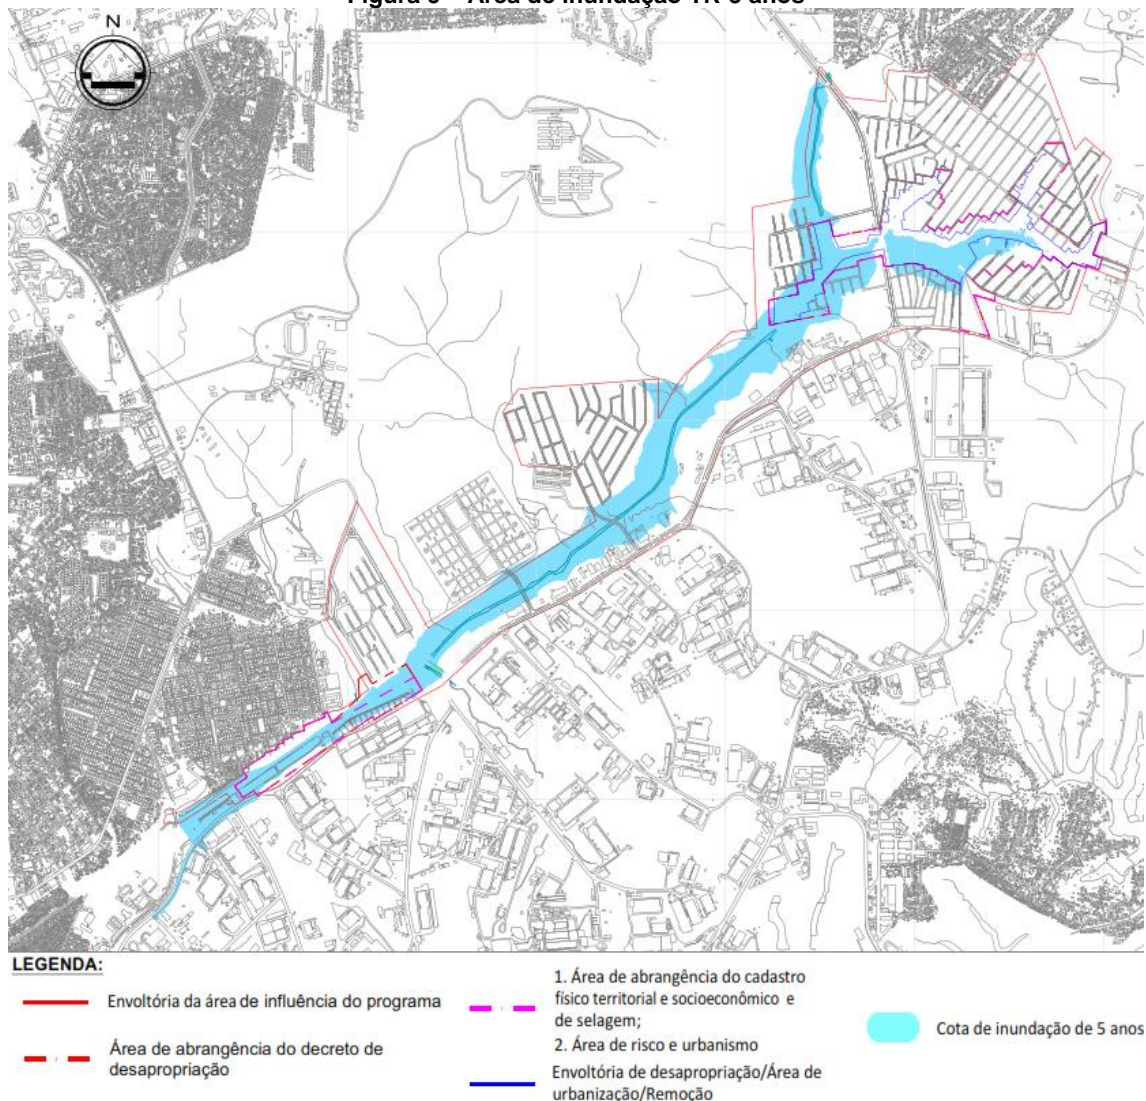 Figura 5 – Área de inundação TR 5 anos
N
LEGENDA:
Envoltória da área de influência do programa
Área de abrangência do decreto de
desapropriação
1. Área de abrangência do cadastro
físico territorial e socioeconômico e
de selagem;
2. Área de risco e urbanismo
Envoltória de desapropriação/Área de
urbanização/Remoção
Cota de inundação de 5 anos